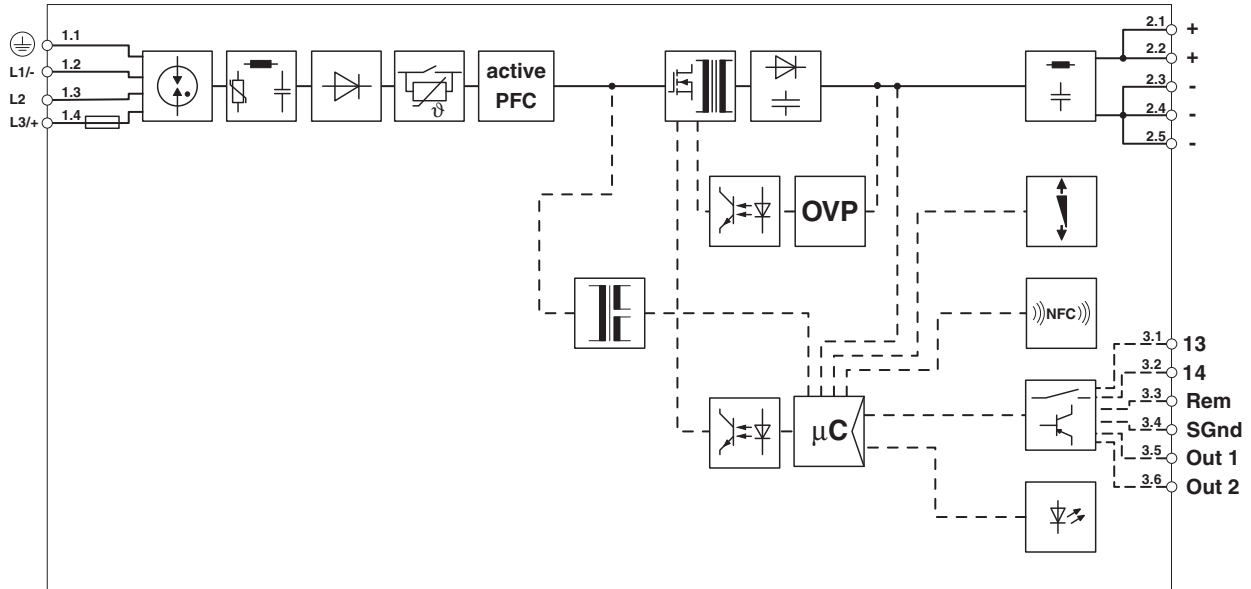 1.1
L1/- 1.2
L2 1.3
L3/+ 1.4
ϑ
active
PFC
2.1 +
2.2 +
2.3 -
2.4 -
2.5 -
OVP
NFC
µC
3.1 13
3.2 14
3.3 Rem
3.4 SGnd
3.5 Out 1
3.6 Out 2